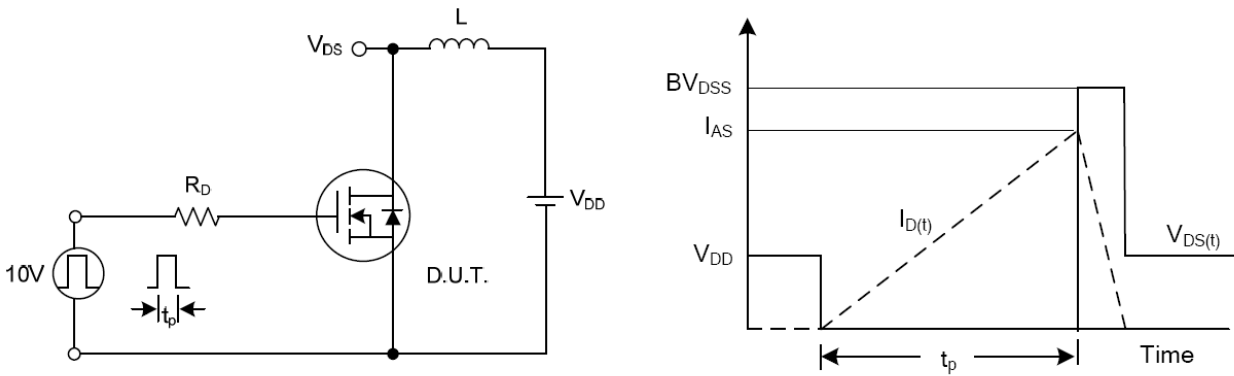 V_DS
L
R_D
V_DD
10V
t_p
D.U.T.
BV_DSS
I_AS
I_D(t)
V_DD
V_DS(t)
t_p
Time